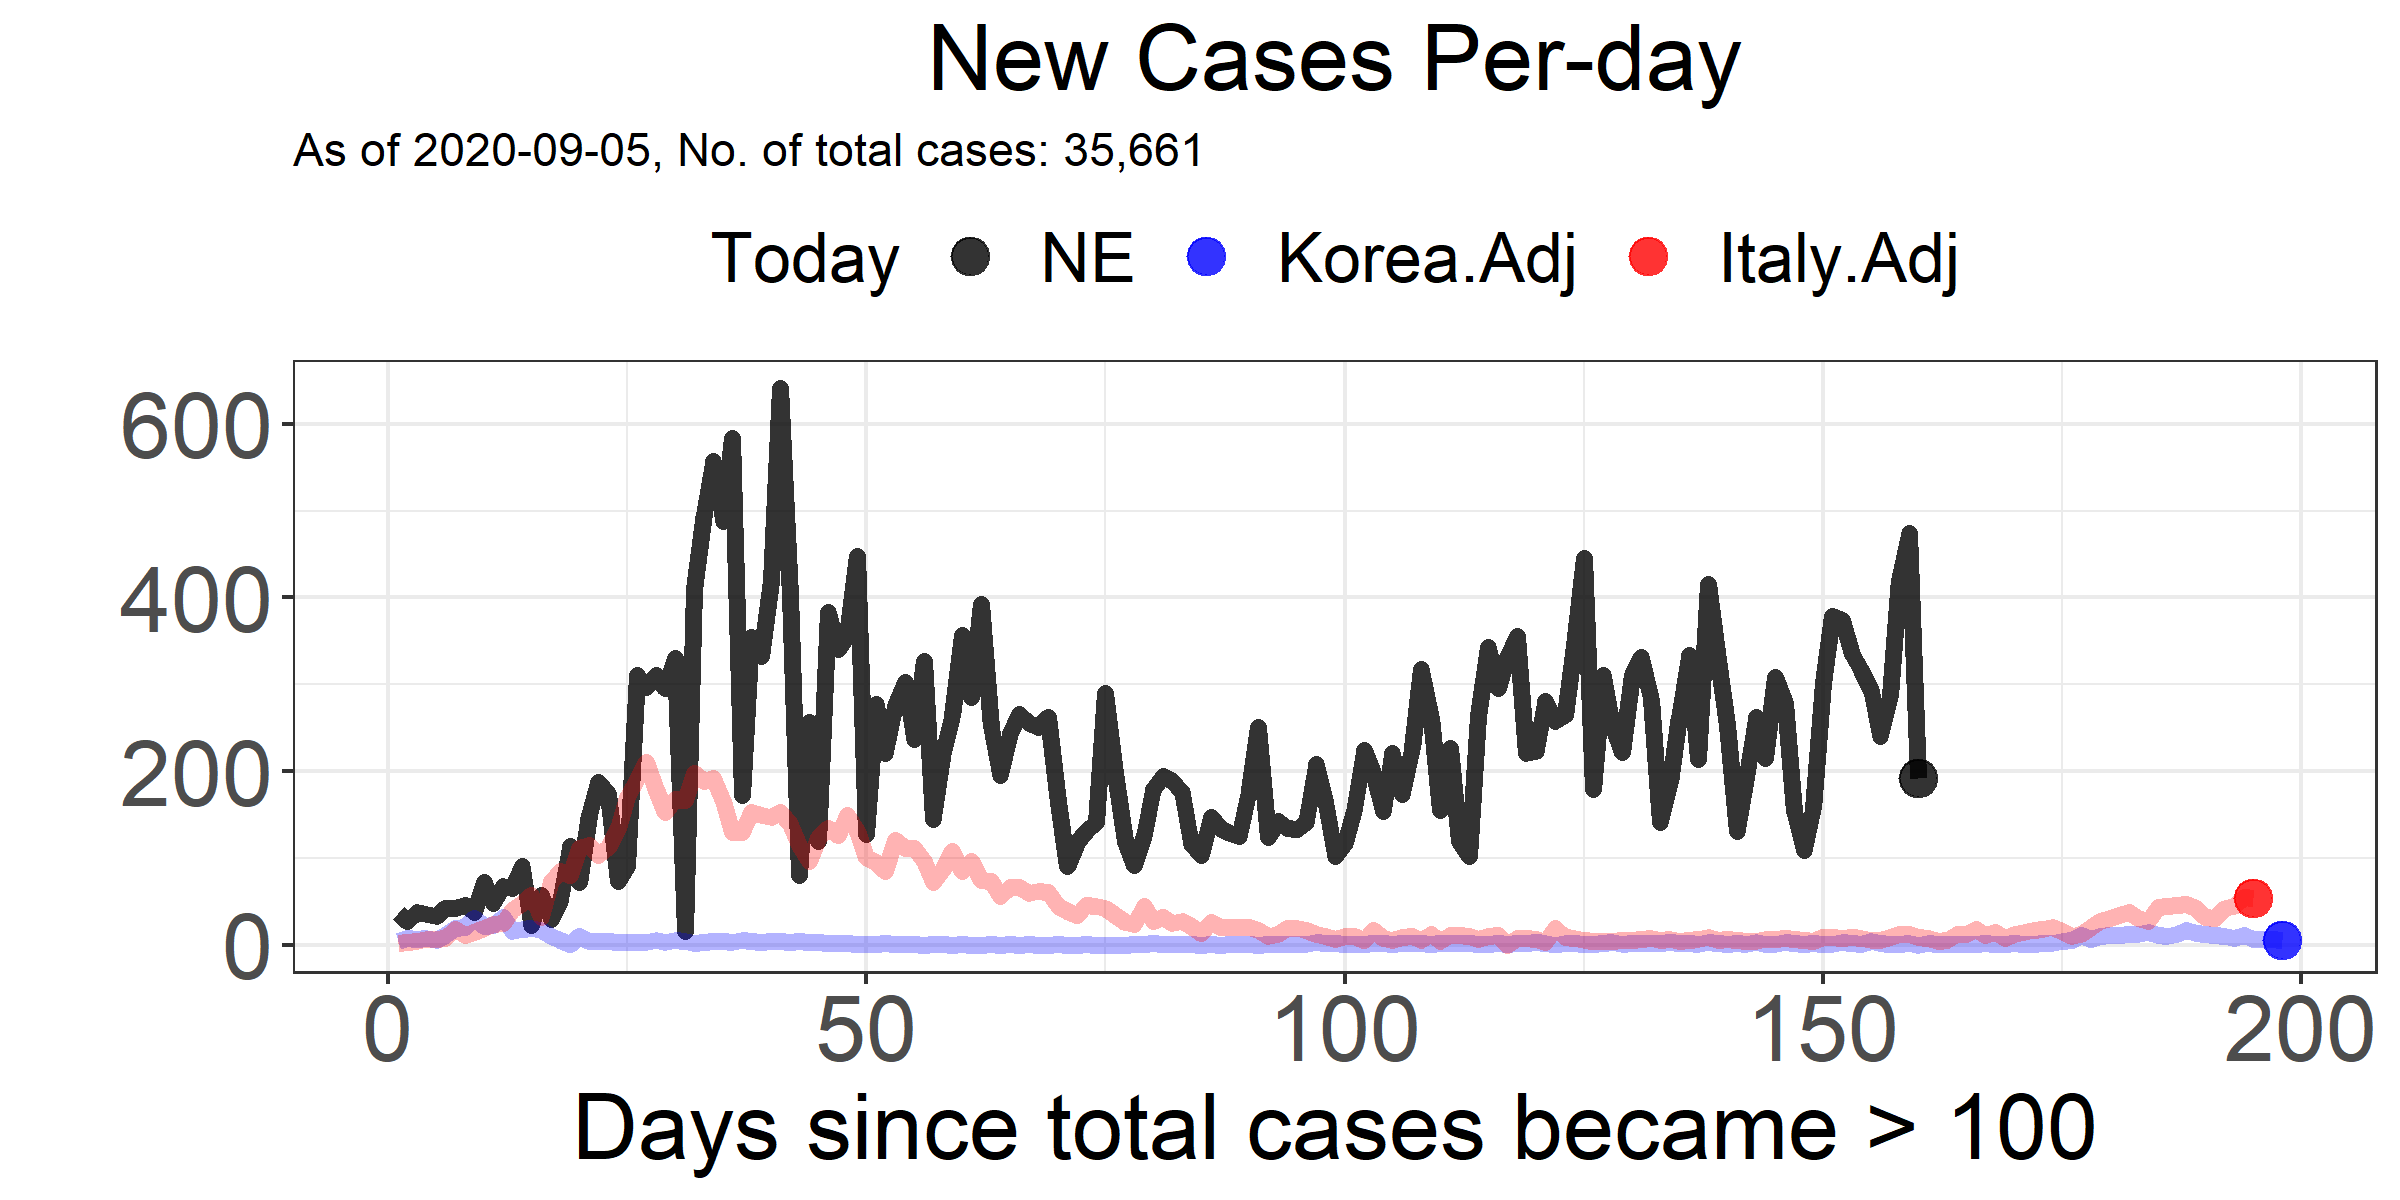 New Cases Per-day
As of 2020-09-05, No. of total cases: 35,661
Today NE Korea.Adj Italy.Adj
600
400
200
0
0 50 100 150 200
Days since total cases became > 100